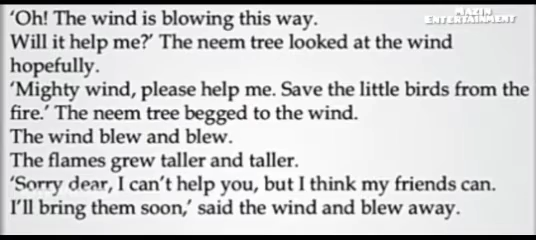 'Oh! The wind is blowing this way.
Will it help me?' The neem tree looked at the wind
hopefully.
'Mighty wind, please help me. Save the little birds from the
fire.' The neem tree begged to the wind.
The wind blew and blew.
The flames grew taller and taller.
'Sorry dear, I can't help you, but I think my friends can.
I'll bring them soon,' said the wind and blew away.
MAZIN
ENTERTAINMENT